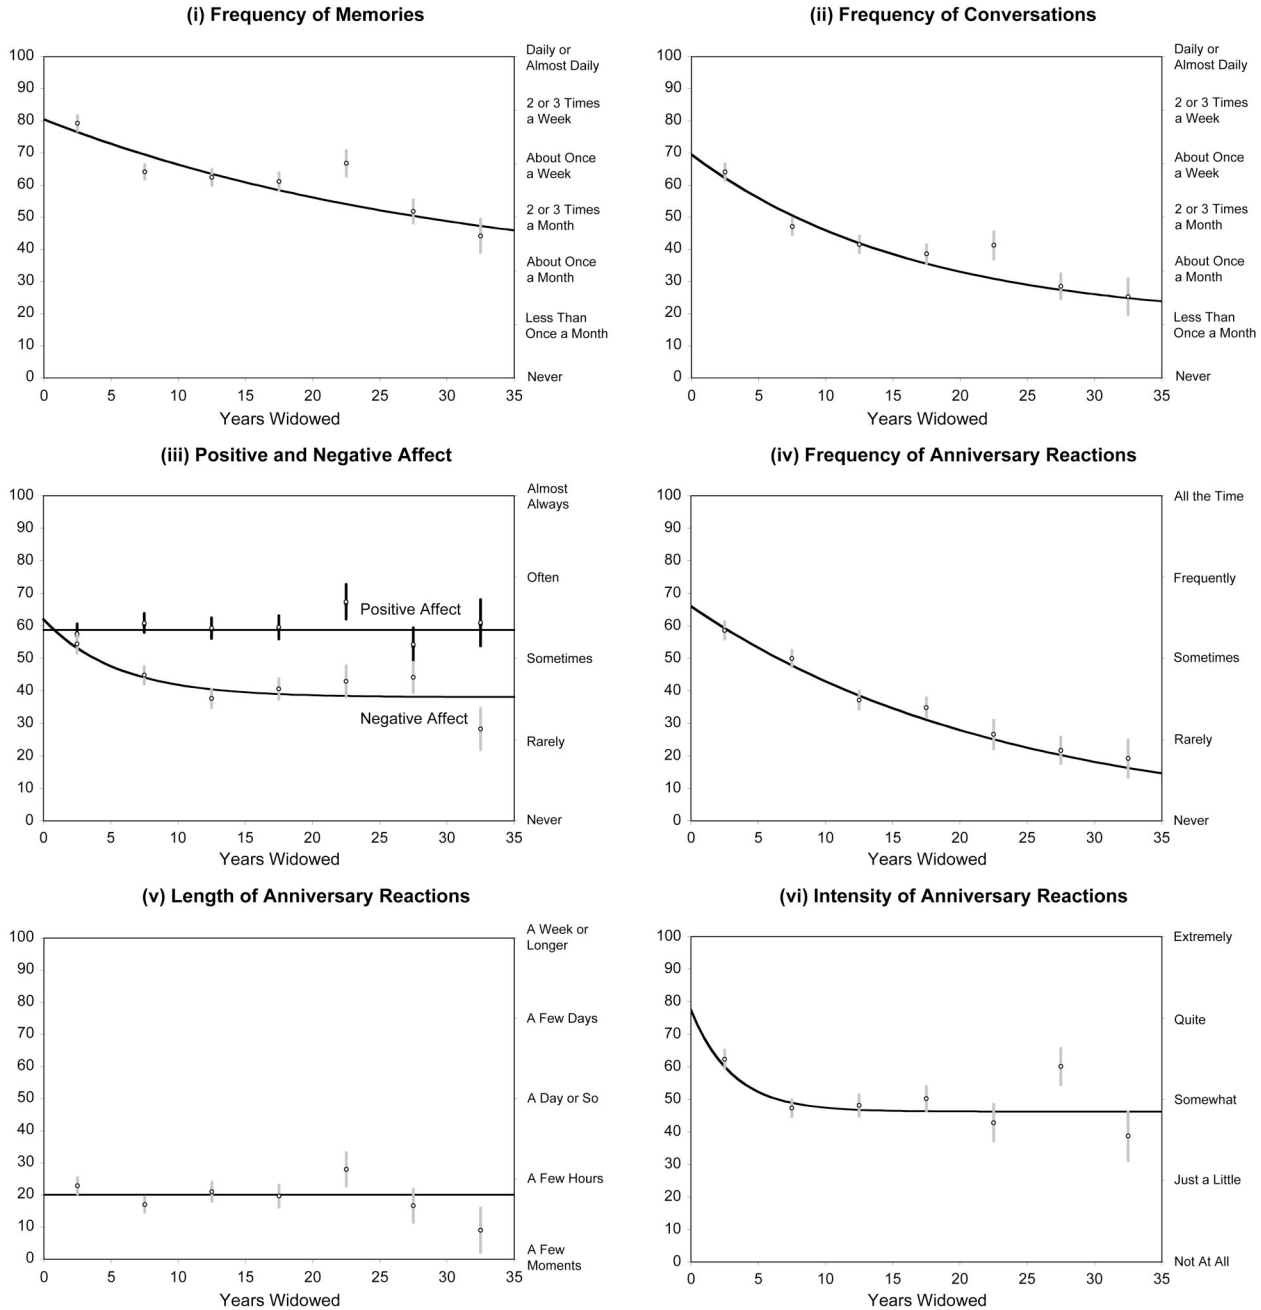 (i) Frequency of Memories
100
90
80
70
60
50
40
30
20
10
0
0 5 10 15 20 25 30 35
Years Widowed
Daily or
Almost Daily
2 or 3 Times
a Week
About Once
a Week
2 or 3 Times
a Month
About Once
a Month
Less Than
Once a Month
Never
(ii) Frequency of Conversations
100
90
80
70
60
50
40
30
20
10
0
0 5 10 15 20 25 30 35
Years Widowed
Daily or
Almost Daily
2 or 3 Times
a Week
About Once
a Week
2 or 3 Times
a Month
About Once
a Month
Less Than
Once a Month
Never
(iii) Positive and Negative Affect
100
90
80
70
60
50
40
30
20
10
0
Positive Affect
Negative Affect
0 5 10 15 20 25 30 35
Years Widowed
Almost
Always
Often
Sometimes
Rarely
Never
(iv) Frequency of Anniversary Reactions
100
90
80
70
60
50
40
30
20
10
0
0 5 10 15 20 25 30 35
Years Widowed
All the Time
Frequently
Sometimes
Rarely
Never
(v) Length of Anniversary Reactions
100
90
80
70
60
50
40
30
20
10
0
0 5 10 15 20 25 30 35
Years Widowed
A Week or
Longer
A Few Days
A Day or So
A Few Hours
A Few
Moments
(vi) Intensity of Anniversary Reactions
100
90
80
70
60
50
40
30
20
10
0
0 5 10 15 20 25 30 35
Years Widowed
Extremely
Quite
Somewhat
Just a Little
Not At All